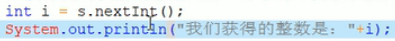 int i = s.nextInt();
System.out.println("我们获得的整数是："+i);